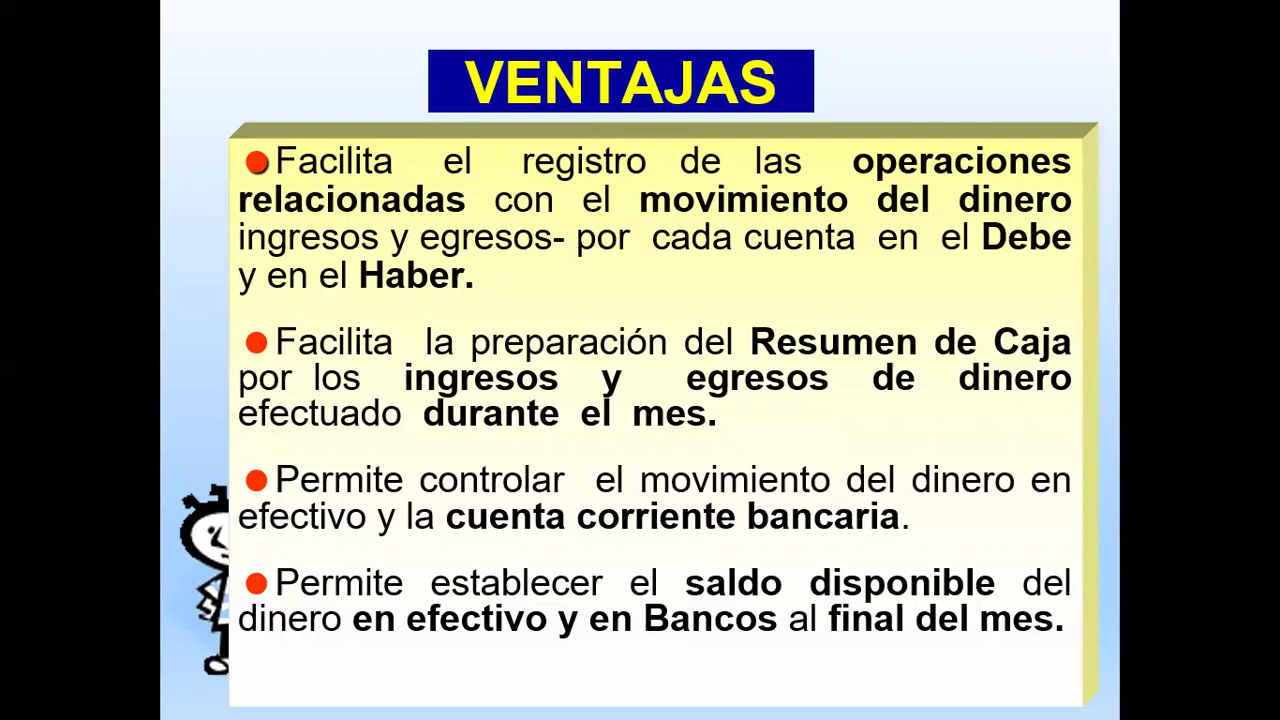 VENTAJAS
Facilita el registro de las operaciones
relacionadas con el movimiento del dinero
ingresos y egresos- por cada cuenta en el Debe
y en el Haber.
Facilita la preparación del Resumen de Caja
por los ingresos y egresos de dinero
efectuado durante el mes.
Permite controlar el movimiento del dinero en
efectivo y la cuenta corriente bancaria.
Permite establecer el saldo disponible del
dinero en efectivo y en Bancos al final del mes.